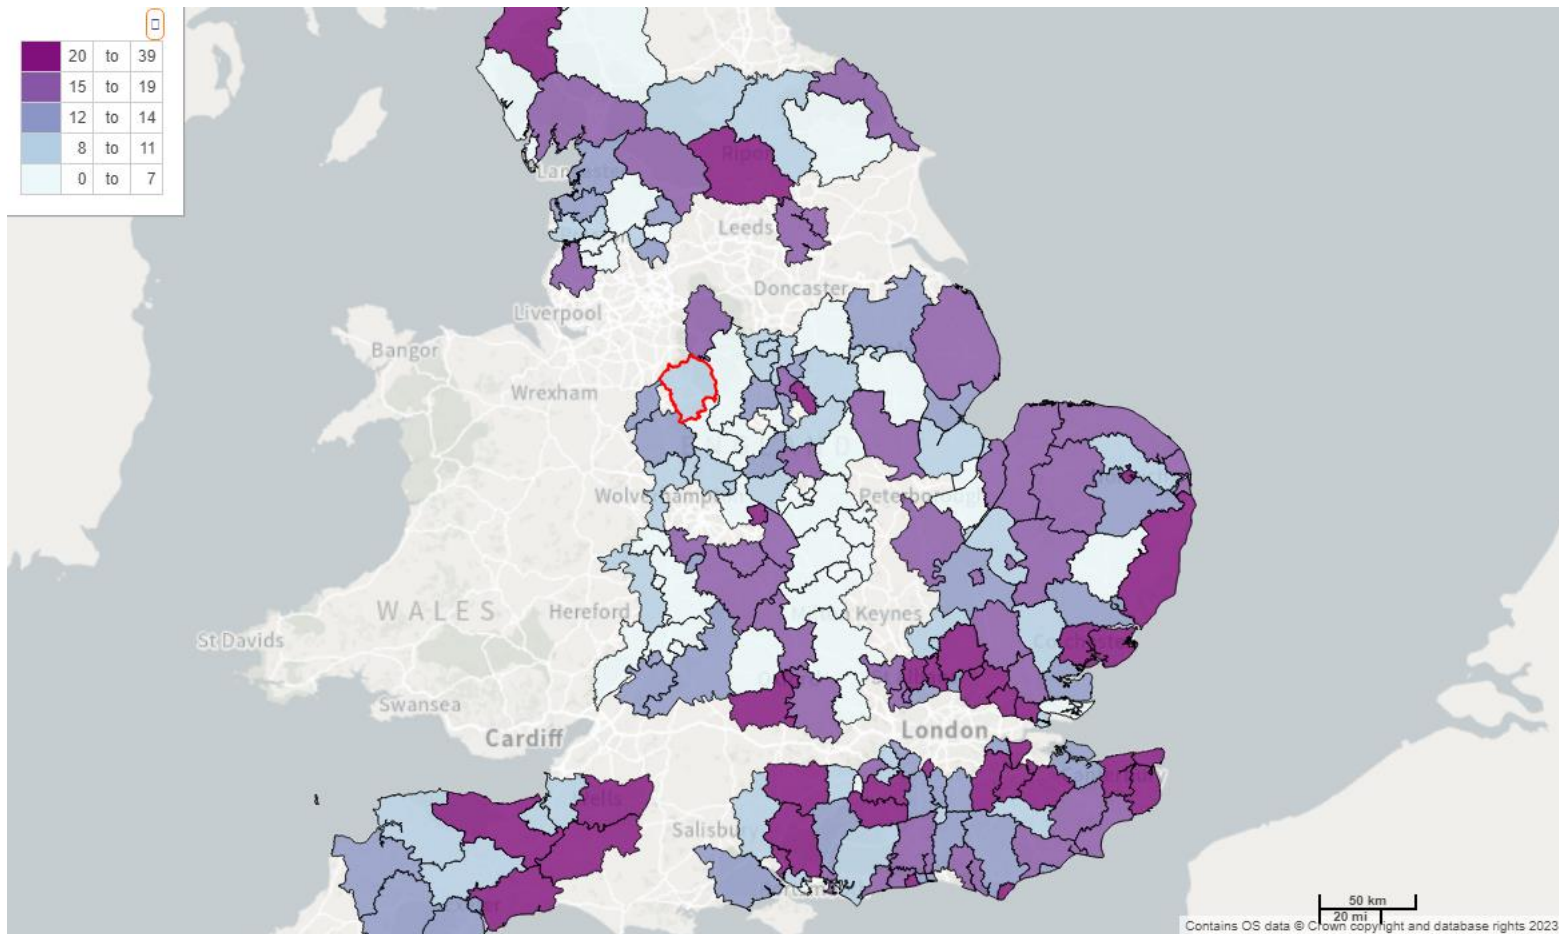 20 to 39
15 to 19
12 to 14
8 to 11
0 to 7
Ripon
Leeds
Doncaster
Liverpool
Bangor
Wrexham
Peterborough
WALES
Hereford
Keynes
St Davids
Swansea
Cardiff
London
Salisbury
50 km
20 mi
Contains OS data © Crown copyright and database rights 2023